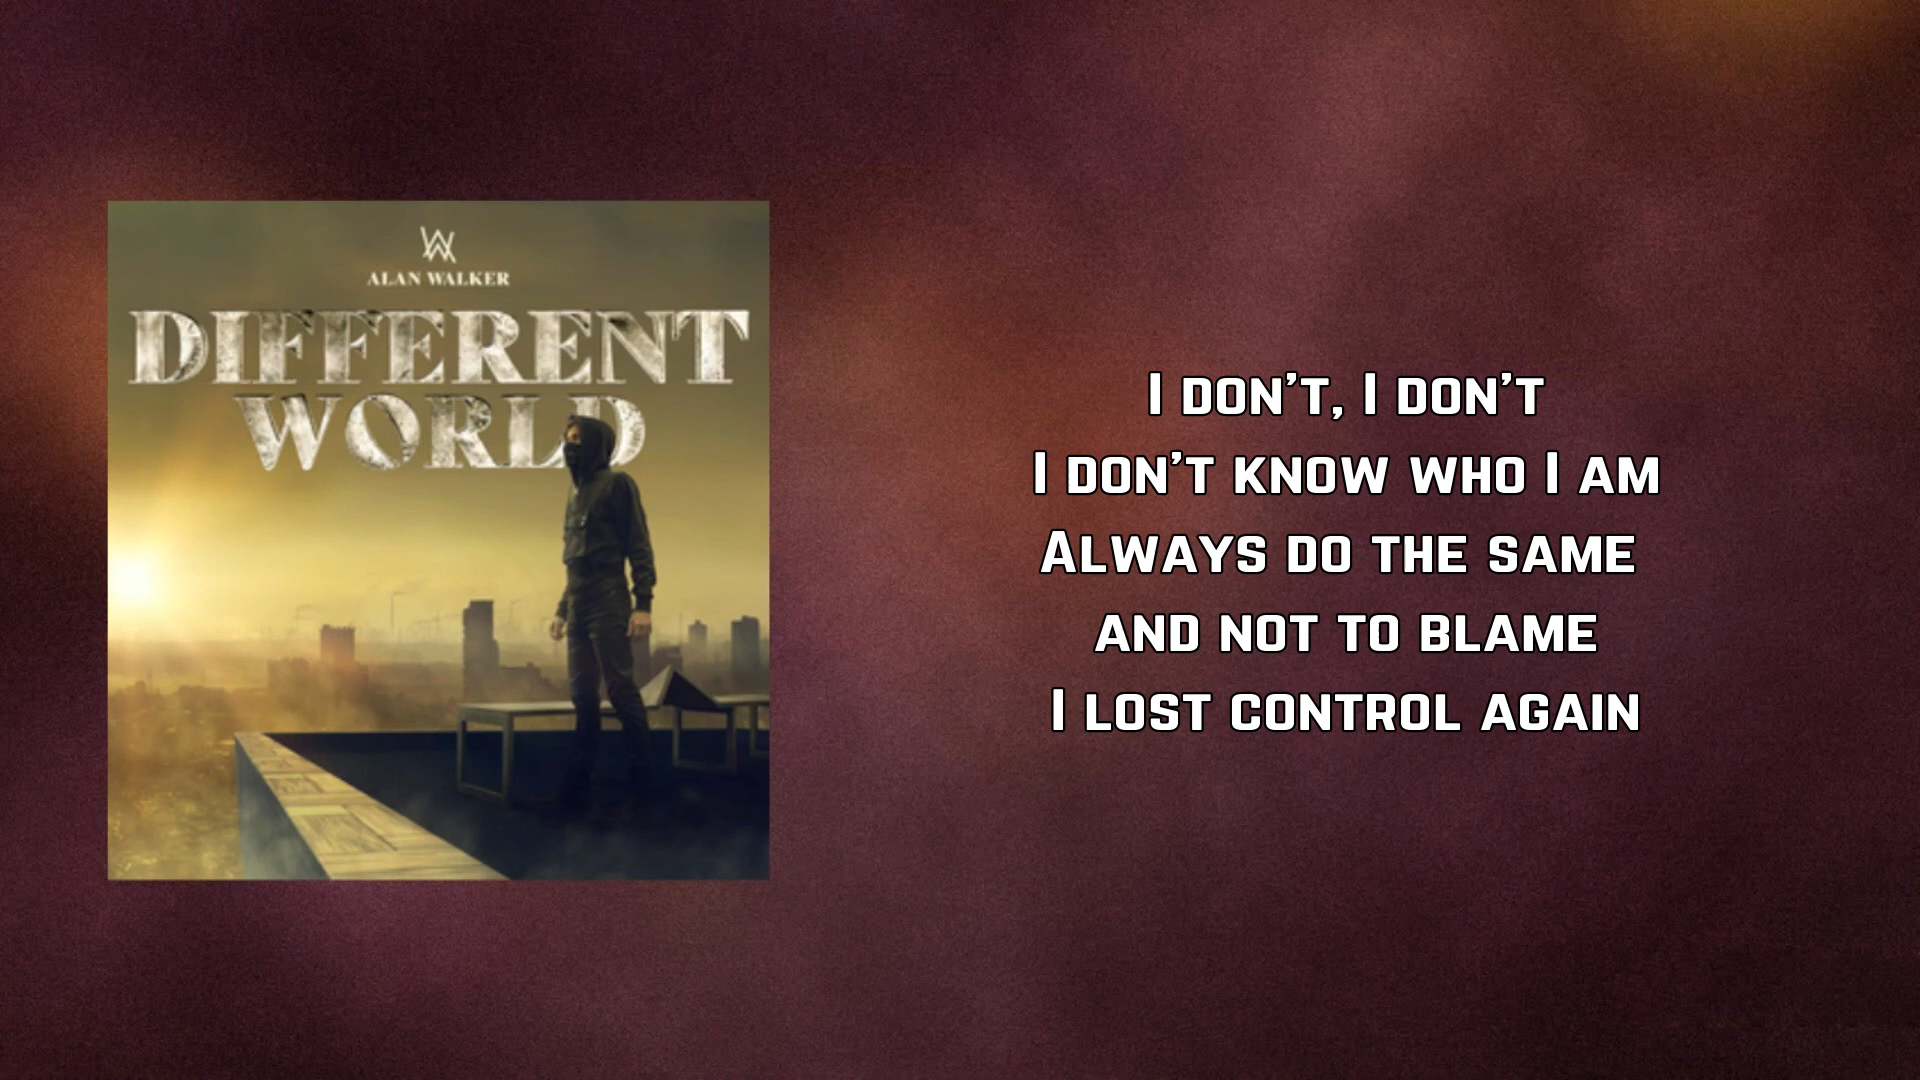 ALAN WALKER
DIFFERENT
WORLD
I DON'T, I DON'T
I DON'T KNOW WHO I AM
ALWAYS DO THE SAME
AND NOT TO BLAME
I LOST CONTROL AGAIN